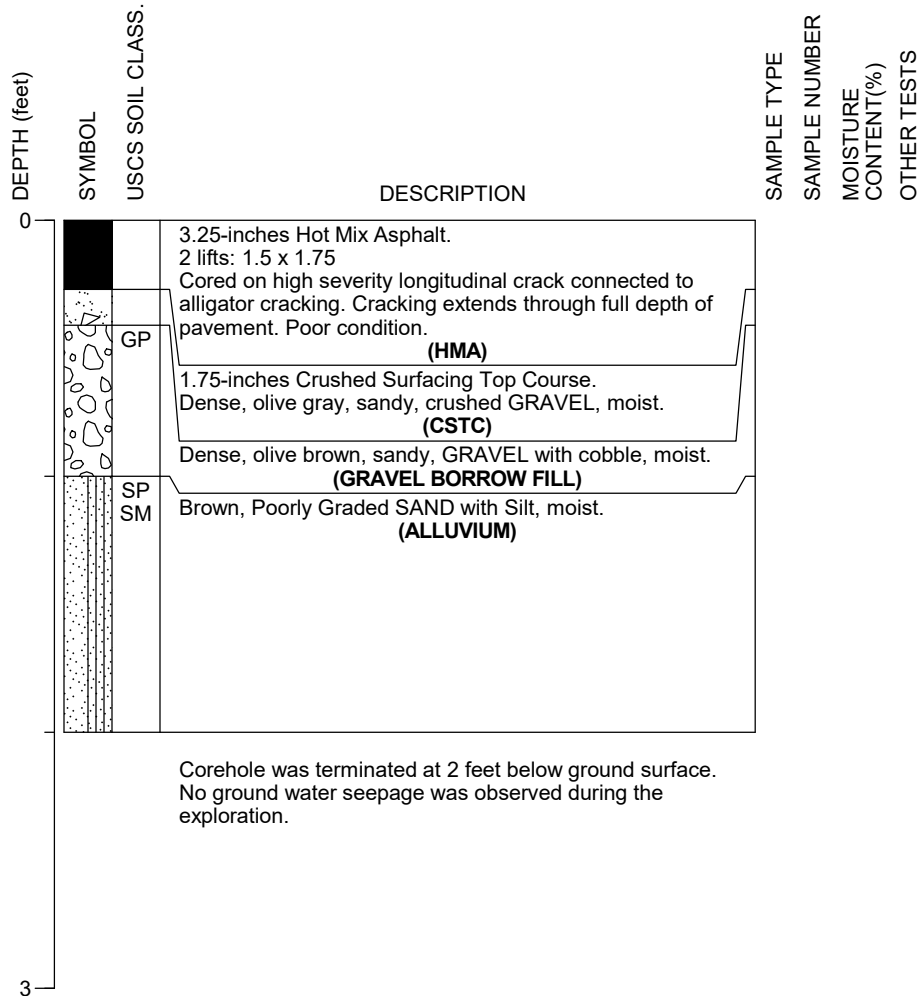 DEPTH (feet)
SYMBOL
USCS SOIL CLASS.
DESCRIPTION
SAMPLE TYPE
SAMPLE NUMBER
MOISTURE
CONTENT(%)
OTHER TESTS
0
3.25-inches Hot Mix Asphalt.
2 lifts: 1.5 x 1.75
Cored on high severity longitudinal crack connected to
alligator cracking. Cracking extends through full depth of
pavement. Poor condition.
(HMA)
1.75-inches Crushed Surfacing Top Course.
Dense, olive gray, sandy, crushed GRAVEL, moist.
(CSTC)
GP
Dense, olive brown, sandy, GRAVEL with cobble, moist.
(GRAVEL BORROW FILL)
SP
SM
Brown, Poorly Graded SAND with Silt, moist.
(ALLUVIUM)
Corehole was terminated at 2 feet below ground surface.
No ground water seepage was observed during the
exploration.
3